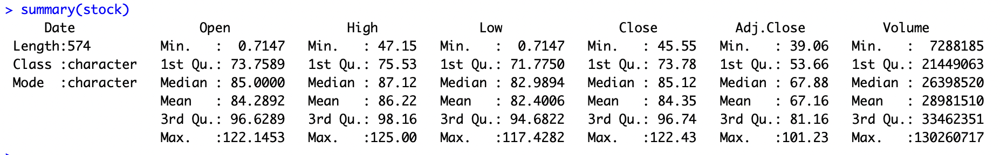 > summary(stock)
     Date                Open               High              Low               Close           Adj.Close          Volume
 Length:574         Min.   :  0.7147   Min.   : 47.15   Min.   :  0.7147   Min.   : 45.55   Min.   : 39.06   Min.   :  7288185
 Class :character   1st Qu.: 73.7589   1st Qu.: 75.53   1st Qu.: 71.7750   1st Qu.: 73.78   1st Qu.: 53.66   1st Qu.: 21449063
 Mode  :character   Median : 85.0000   Median : 87.12   Median : 82.9894   Median : 85.12   Median : 67.88   Median : 26398520
                    Mean   : 84.2892   Mean   : 86.22   Mean   : 82.4006   Mean   : 84.35   Mean   : 67.16   Mean   : 28981510
                    3rd Qu.: 96.6289   3rd Qu.: 98.16   3rd Qu.: 94.6822   3rd Qu.: 96.74   3rd Qu.: 81.16   3rd Qu.: 33462351
                    Max.   :122.1453   Max.   :125.00   Max.   :117.4282   Max.   :122.43   Max.   :101.23   Max.   :130260717
>